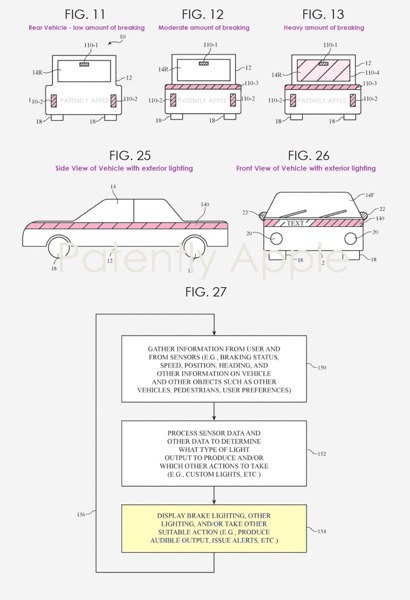 FIG. 11 FIG. 12 FIG. 13
Rear Vehicle - low amount of breaking Moderate amount of breaking Heavy amount of breaking
110-1 10 110-1 110-1
14R 12 14R 12 14R 12
110-4
110-3 110-3
110-2 PATENTLY APPLE 110-2 110-2 PATENTLY APPLE 110-2 110-2 PATENTLY APPLE 110-2
18 18 18 18 18 18
FIG. 25 FIG. 26
Side View of Vehicle with exterior lighting Front View of Vehicle with exterior lighting
14 14F
140 22 22
TEXT 140
20 20
18 12 18 18
Patently Apple
FIG. 27
GATHER INFORMATION FROM USER AND
FROM SENSORS (E.G., BRAKING STATUS,
SPEED, POSITION, HEADING, AND
OTHER INFORMATION ON VEHICLE
AND OTHER OBJECTS SUCH AS OTHER
VEHICLES, PEDESTRIANS, USER PREFERENCES)
150
PROCESS SENSOR DATA AND
OTHER DATA TO DETERMINE
WHAT TYPE OF LIGHT
OUTPUT TO PRODUCE AND/OR
WHICH OTHER ACTIONS TO TAKE
(E.G., CUSTOM LIGHTS, ETC.)
152
156
DISPLAY BRAKE LIGHTING, OTHER
LIGHTING, AND/OR TAKE OTHER
SUITABLE ACTION (E.G., PRODUCE
AUDIBLE OUTPUT, ISSUE ALERTS, ETC.)
154